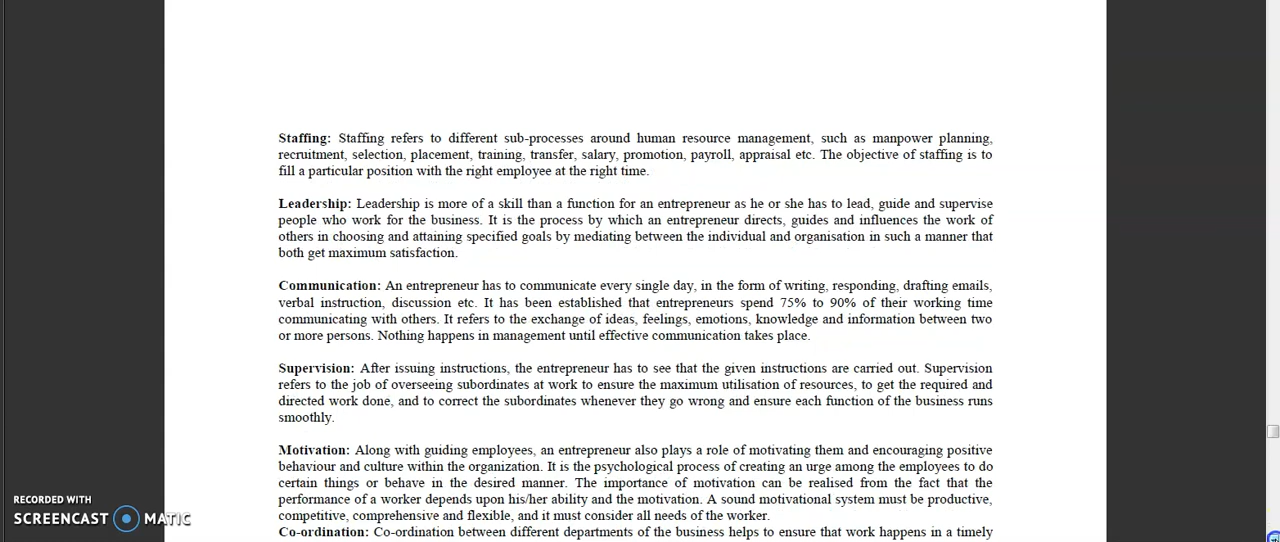 Staffing: Staffing refers to different sub-processes around human resource management, such as manpower planning,
recruitment, selection, placement, training, transfer, salary, promotion, payroll, appraisal etc. The objective of staffing is to
fill a particular position with the right employee at the right time.
Leadership: Leadership is more of a skill than a function for an entrepreneur as he or she has to lead, guide and supervise
people who work for the business. It is the process by which an entrepreneur directs, guides and influences the work of
others in choosing and attaining specified goals by mediating between the individual and organisation in such a manner that
both get maximum satisfaction.
Communication: An entrepreneur has to communicate every single day, in the form of writing, responding, drafting emails,
verbal instruction, discussion etc. It has been established that entrepreneurs spend 75% to 90% of their working time
communicating with others. It refers to the exchange of ideas, feelings, emotions, knowledge and information between two
or more persons. Nothing happens in management until effective communication takes place.
Supervision: After issuing instructions, the entrepreneur has to see that the given instructions are carried out. Supervision
refers to the job of overseeing subordinates at work to ensure the maximum utilisation of resources, to get the required and
directed work done, and to correct the subordinates whenever they go wrong and ensure each function of the business runs
smoothly.
Motivation: Along with guiding employees, an entrepreneur also plays a role of motivating them and encouraging positive
behaviour and culture within the organization. It is the psychological process of creating an urge among the employees to do
certain things or behave in the desired manner. The importance of motivation can be realised from the fact that the
performance of a worker depends upon his/her ability and the motivation. A sound motivational system must be productive,
competitive, comprehensive and flexible, and it must consider all needs of the worker.
Co-ordination: Co-ordination between different departments of the business helps to ensure that work happens in a timely
RECORDED WITH
SCREENCAST MATIC